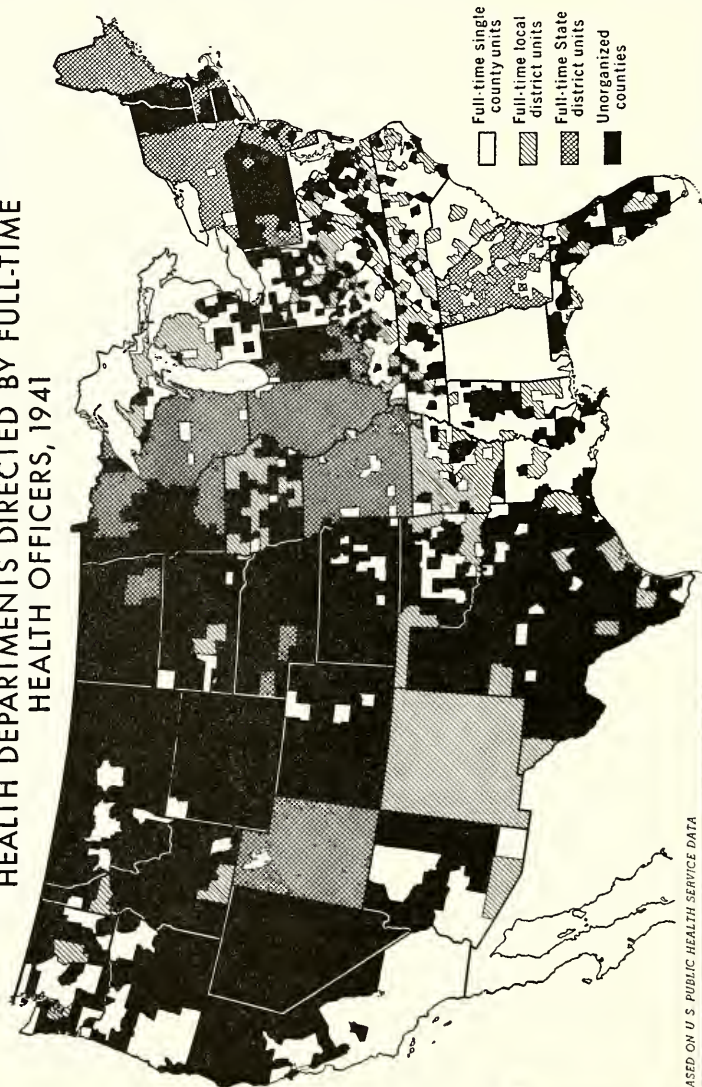 HEALTH DEPARTMENTS DIRECTED BY FULL-TIME
HEALTH OFFICERS, 1941
Full-time single
county units
Full-time local
district units
Full-time State
district units
Unorganized
counties
ASED ON U S PUBLIC HEALTH SERVICE DATA